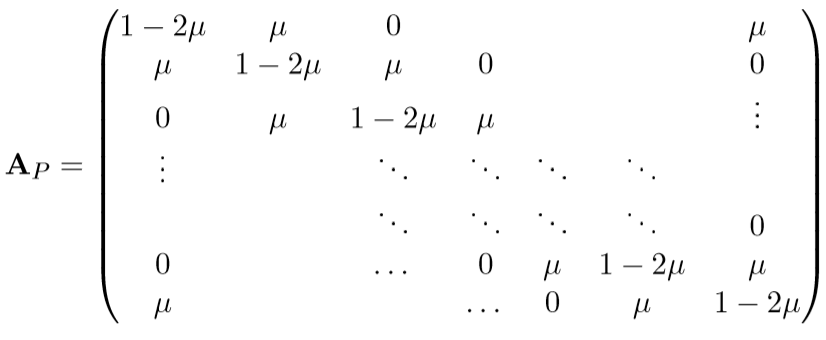 1 − 2μ μ 0 μ
μ 1 − 2μ μ 0 0
0 μ 1 − 2μ μ ⋮
A_P = ⋮ ⋱ ⋱ ⋱ ⋱
⋱ ⋱ ⋱ ⋱ 0
0 … 0 μ 1 − 2μ μ
μ … 0 μ 1 − 2μ